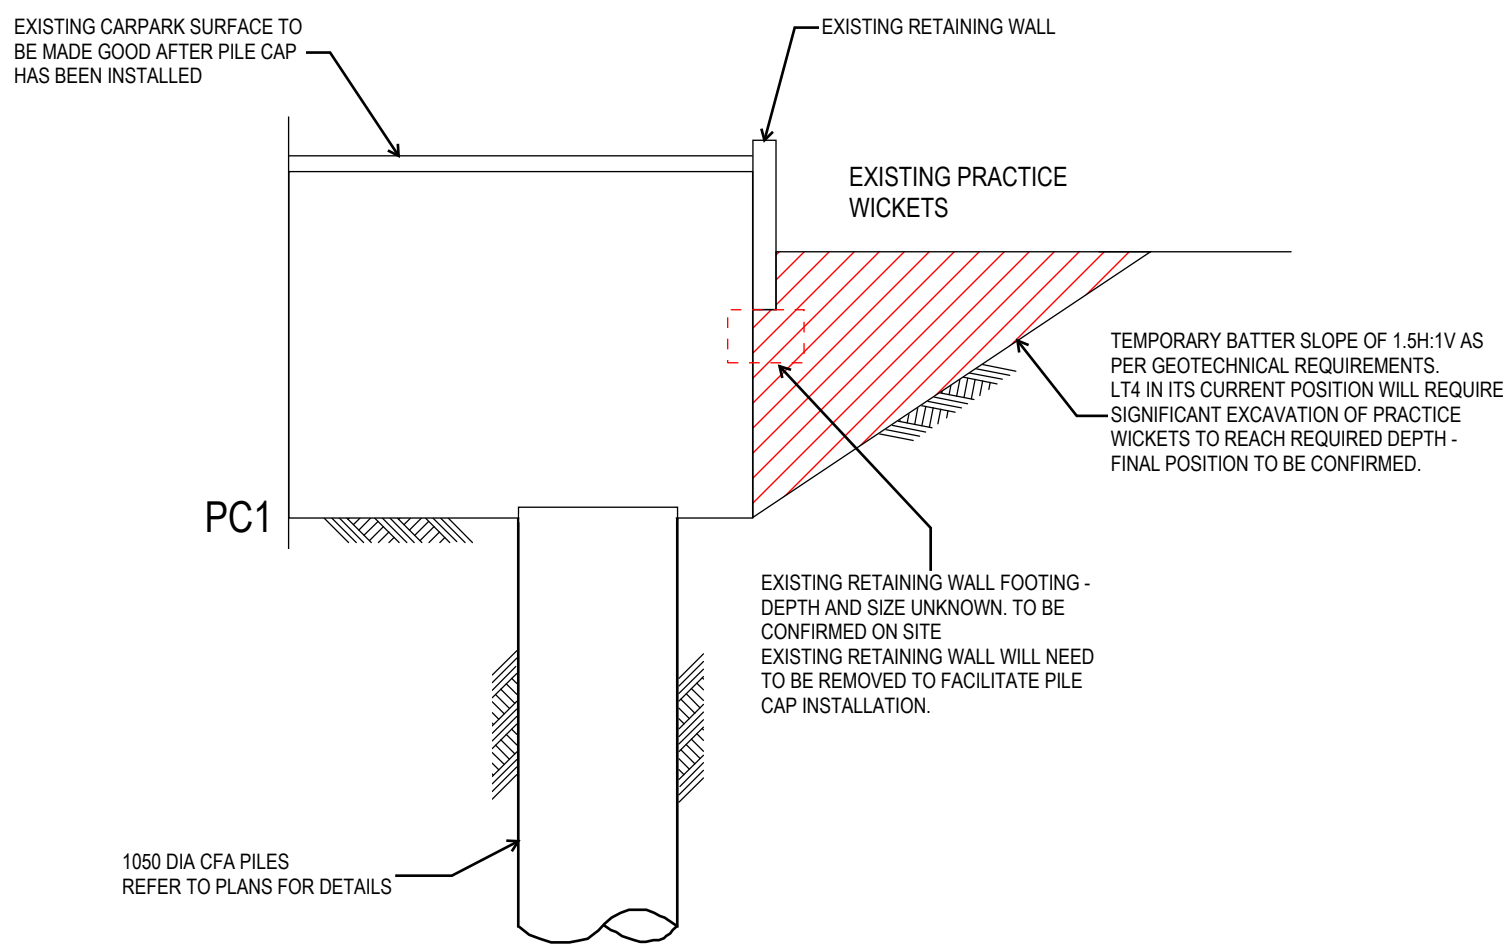 EXISTING CARPARK SURFACE TO
BE MADE GOOD AFTER PILE CAP
HAS BEEN INSTALLED
EXISTING RETAINING WALL
EXISTING PRACTICE
WICKETS
TEMPORARY BATTER SLOPE OF 1.5H:1V AS
PER GEOTECHNICAL REQUIREMENTS.
LT4 IN ITS CURRENT POSITION WILL REQUIRE
SIGNIFICANT EXCAVATION OF PRACTICE
WICKETS TO REACH REQUIRED DEPTH -
FINAL POSITION TO BE CONFIRMED.
PC1
EXISTING RETAINING WALL FOOTING -
DEPTH AND SIZE UNKNOWN. TO BE
CONFIRMED ON SITE
EXISTING RETAINING WALL WILL NEED
TO BE REMOVED TO FACILITATE PILE
CAP INSTALLATION.
1050 DIA CFA PILES
REFER TO PLANS FOR DETAILS